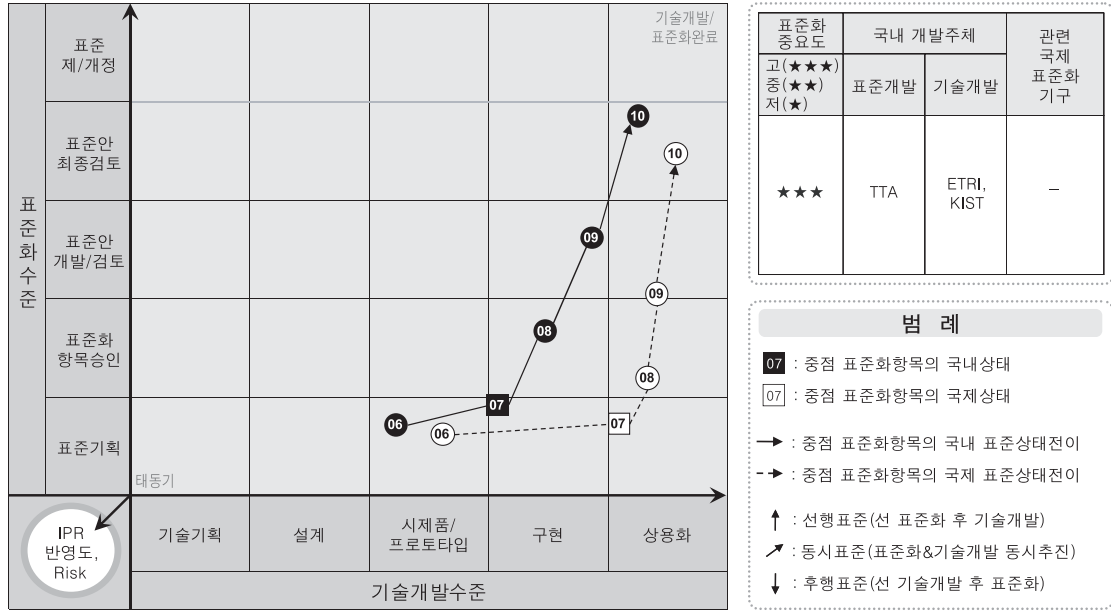 표준화수준
표준
제/개정
표준안
최종검토
표준안
개발/검토
표준화
항목승인
표준기획
기술개발/
표준화완료
10
10
09
09
08
08
07
07
06
06
태동기
IPR
반영도,
Risk
기술기획
설계
시제품/
프로토타입
구현
상용화
기술개발수준
표준화
중요도
국내 개발주체
관련
국제
표준화
기구
고(★★★)
중(★★)
저(★)
표준개발
기술개발
★★★
TTA
ETRI,
KIST
–
범 례
07 : 중점 표준화항목의 국내상태
07 : 중점 표준화항목의 국제상태
: 중점 표준화항목의 국내 표준상태전이
: 중점 표준화항목의 국제 표준상태전이
: 선행표준(선 표준화 후 기술개발)
: 동시표준(표준화&기술개발 동시추진)
: 후행표준(선 기술개발 후 표준화)